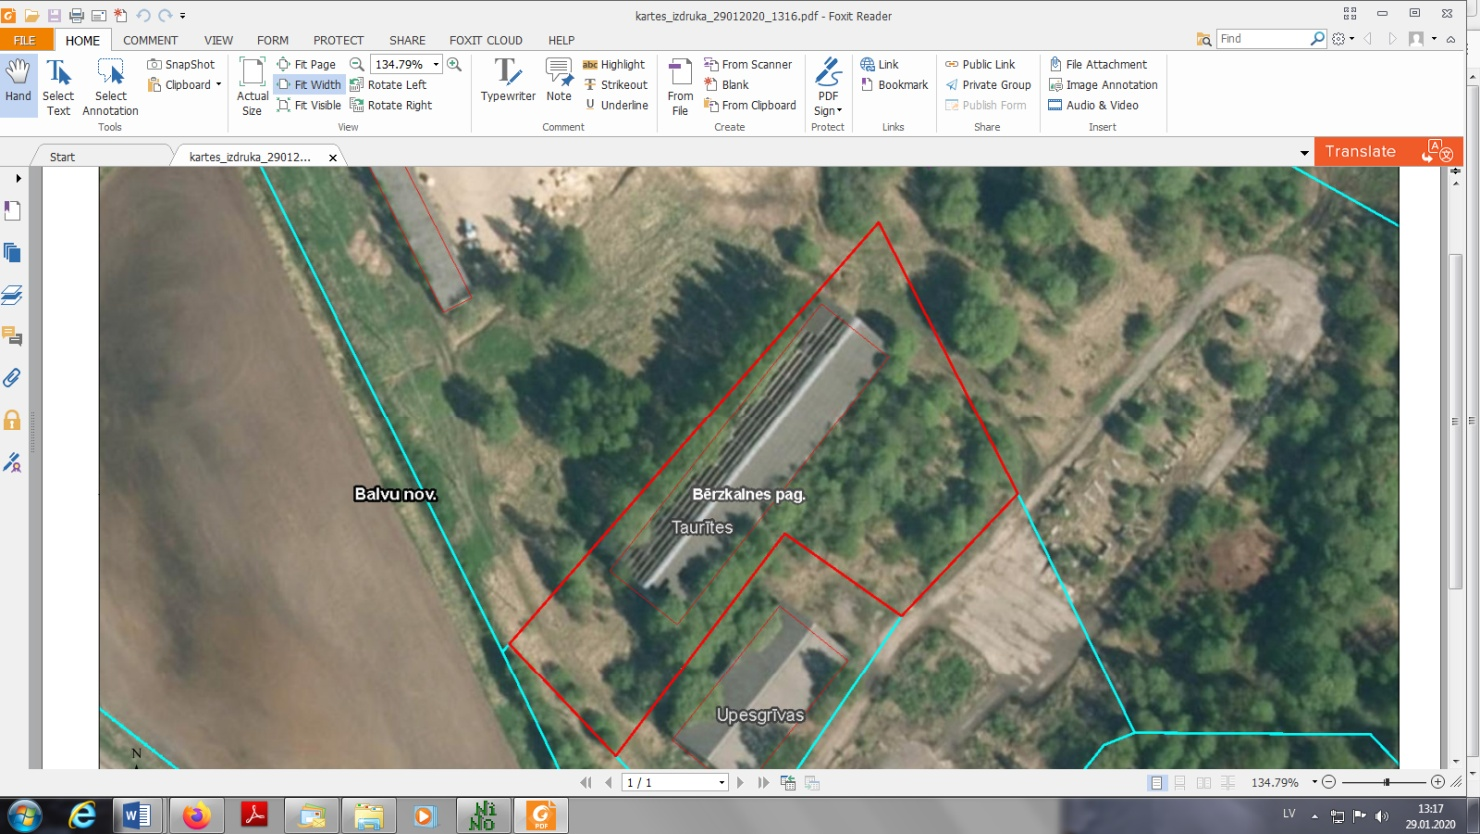 kartes_izdruka_29012020_1316.pdf - Foxit Reader
FILE HOME COMMENT VIEW FORM PROTECT SHARE FOXIT CLOUD HELP Find
Hand
Select Text
Select Annotation
SnapShot
Clipboard
Tools
Actual Size
Fit Page
Fit Width
Fit Visible
134.79%
Rotate Left
Rotate Right
View
Typewriter
Note
Highlight
Strikeout
Underline
Comment
From File
From Scanner
Blank
From Clipboard
Create
PDF Sign
Protect
Link
Bookmark
Links
Public Link
Private Group
Publish Form
Share
File Attachment
Image Annotation
Audio & Video
Insert
Start kartes_izdruka_29012... Translate
Balvu nov.
Bērzkalnes pag.
Taurītes
Upesgrīvas
N
1 / 1 134.79%
Ni No
PDF
LV 13:17
29.01.2020